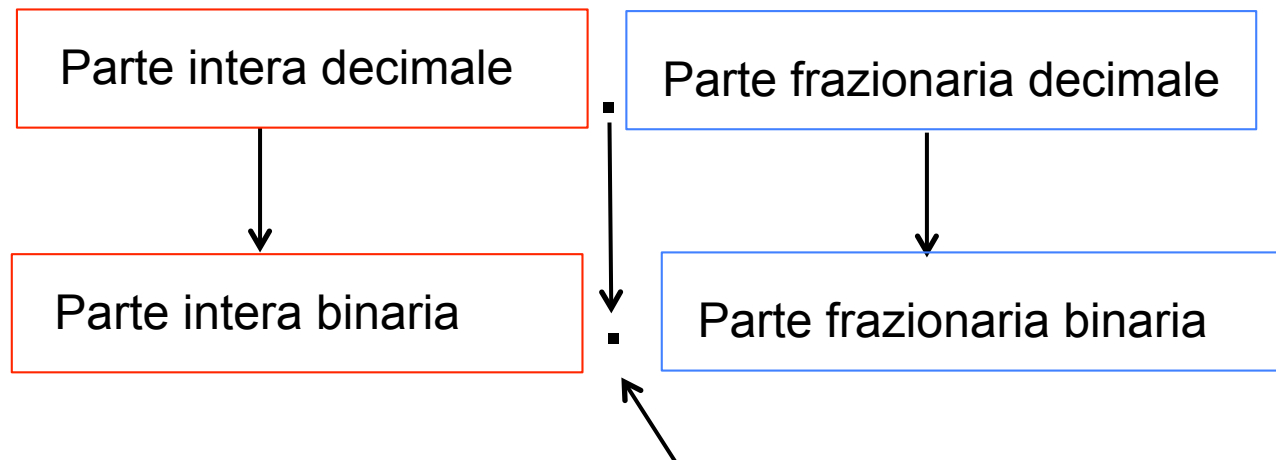 Parte intera decimale . Parte frazionaria decimale
Parte intera binaria . Parte frazionaria binaria